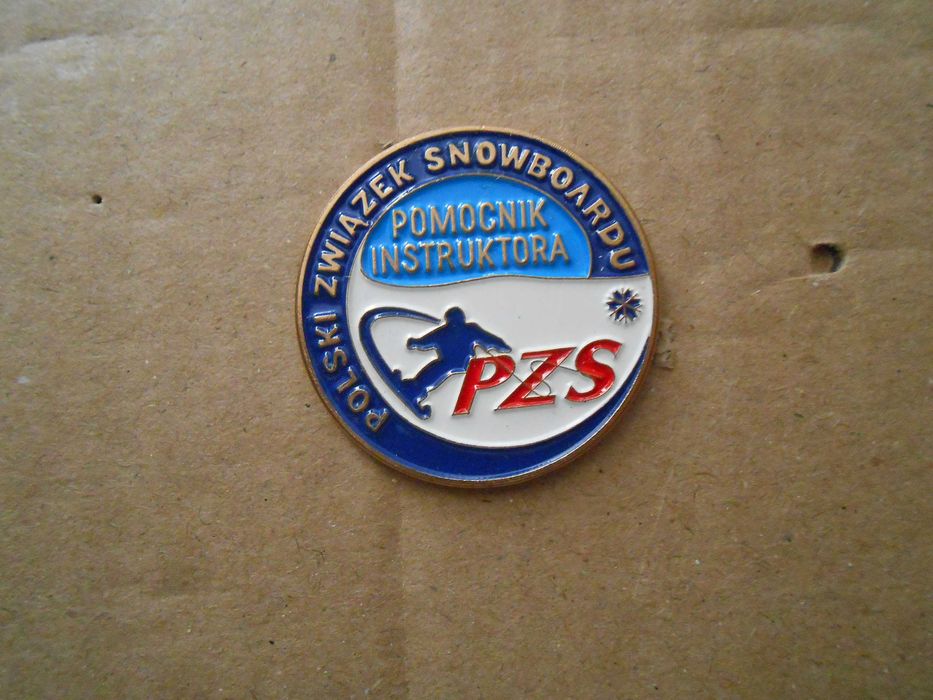 POLSKI ZWIĄZEK SNOWBOARDU
POMOCNIK
INSTRUKTORA
PZS